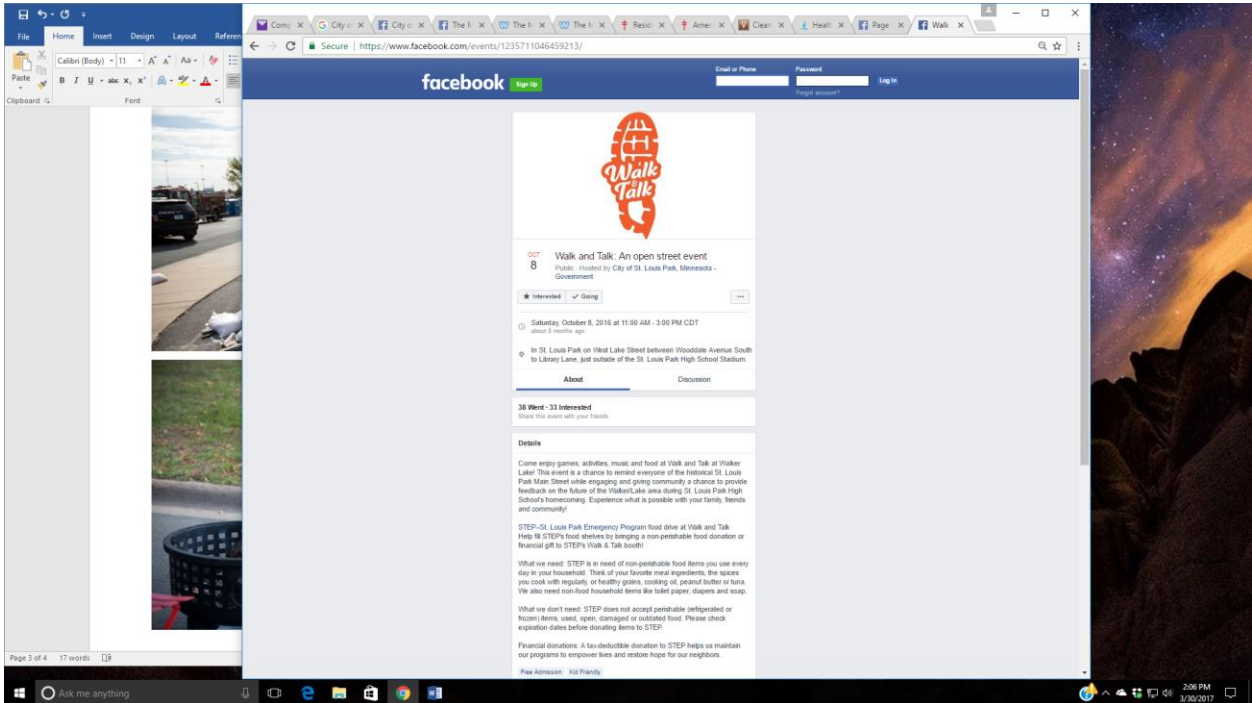 File Home Insert Design Layout Referen
Calibri (Body) 11
Paste
Clipboard Font
Page 3 of 4 17 words
Comp
City o
City o
The N
The N
The N
Resid
Amer
Clear
Healt
Page
Walk
Secure | https://www.facebook.com/events/1235711046459213/
facebook Sign Up
Email or Phone Password
Log In
Forgot account?
Walk & Talk
OCT
8
Walk and Talk: An open street event
Public · Hosted by City of St. Louis Park, Minnesota -
Government
Interested Going
Saturday, October 8, 2016 at 11:00 AM - 3:00 PM CDT
about 5 months ago
In St. Louis Park on West Lake Street between Wooddale Avenue South
to Library Lane, just outside of the St. Louis Park High School Stadium.
About Discussion
38 Went · 33 Interested
Share this event with your friends
Details
Come enjoy games, activities, music and food at Walk and Talk at Walker
Lake! This event is a chance to remind everyone of the historical St. Louis
Park Main Street while engaging and giving community a chance to provide
feedback on the future of the Walker/Lake area during St. Louis Park High
School's homecoming. Experience what is possible with your family, friends
and community!
STEP–St. Louis Park Emergency Program food drive at Walk and Talk
Help fill STEP's food shelves by bringing a non-perishable food donation or
financial gift to STEP's Walk & Talk booth!
What we need: STEP is in need of non-perishable food items you use every
day in your household. Think of your favorite meal ingredients, the spices
you cook with regularly, or healthy grains, cooking oil, peanut butter or tuna.
We also need non-food household items like toilet paper, diapers and soap.
What we don't need: STEP does not accept perishable (refrigerated or
frozen) items, used, open, damaged or outdated food. Please check
expiration dates before donating items to STEP.
Financial donations: A tax-deductible donation to STEP helps us maintain
our programs to empower lives and restore hope for our neighbors.
Free Admission Kid Friendly
Ask me anything
2:06 PM
3/30/2017